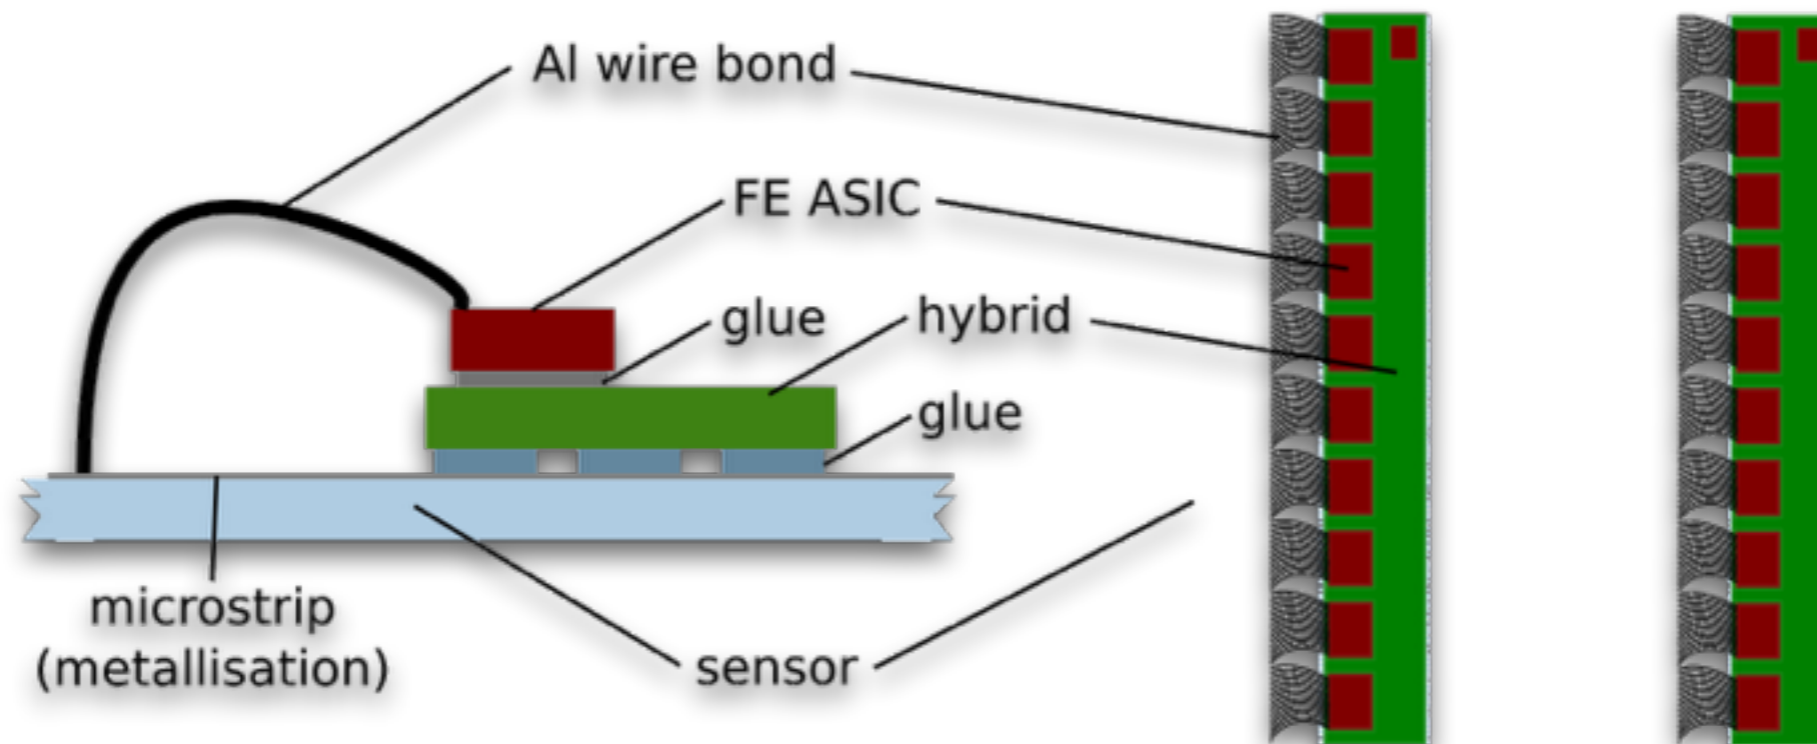 Al wire bond
FE ASIC
glue
hybrid
glue
microstrip
(metallisation)
sensor